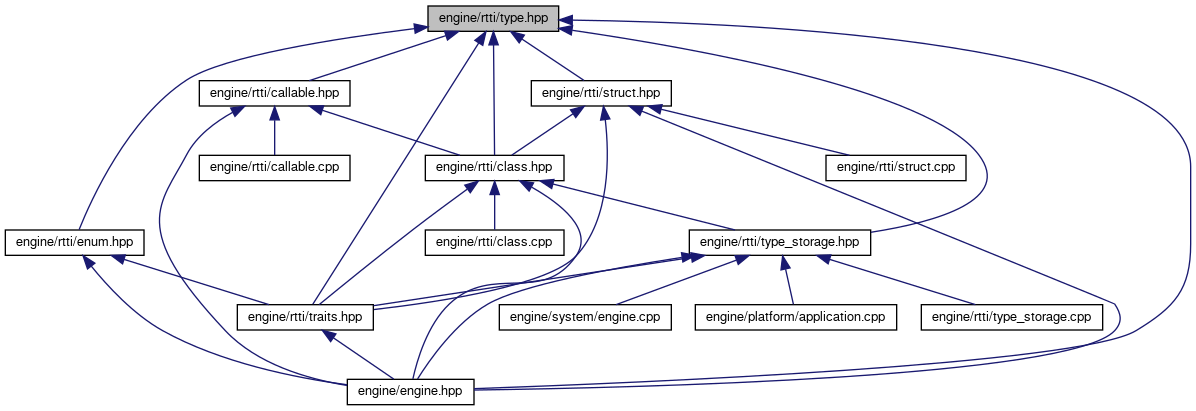 engine/rtti/type.hpp
engine/rtti/callable.hpp
engine/rtti/struct.hpp
engine/rtti/callable.cpp
engine/rtti/class.hpp
engine/rtti/struct.cpp
engine/rtti/enum.hpp
engine/rtti/class.cpp
engine/rtti/type_storage.hpp
engine/rtti/traits.hpp
engine/system/engine.cpp
engine/platform/application.cpp
engine/rtti/type_storage.cpp
engine/engine.hpp